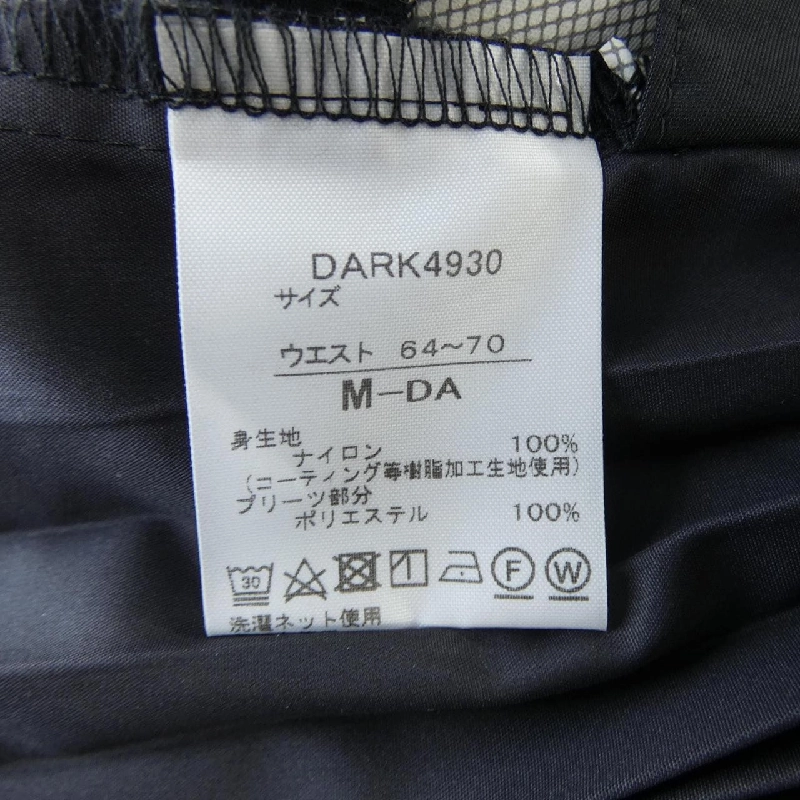 DARK4930
サイズ
ウエスト 64～70
M-DA
身生地
ナイロン 100%
(コーティング等樹脂加工生地使用)
プリーツ部分
ポリエステル 100%
30 F W
洗濯ネット使用